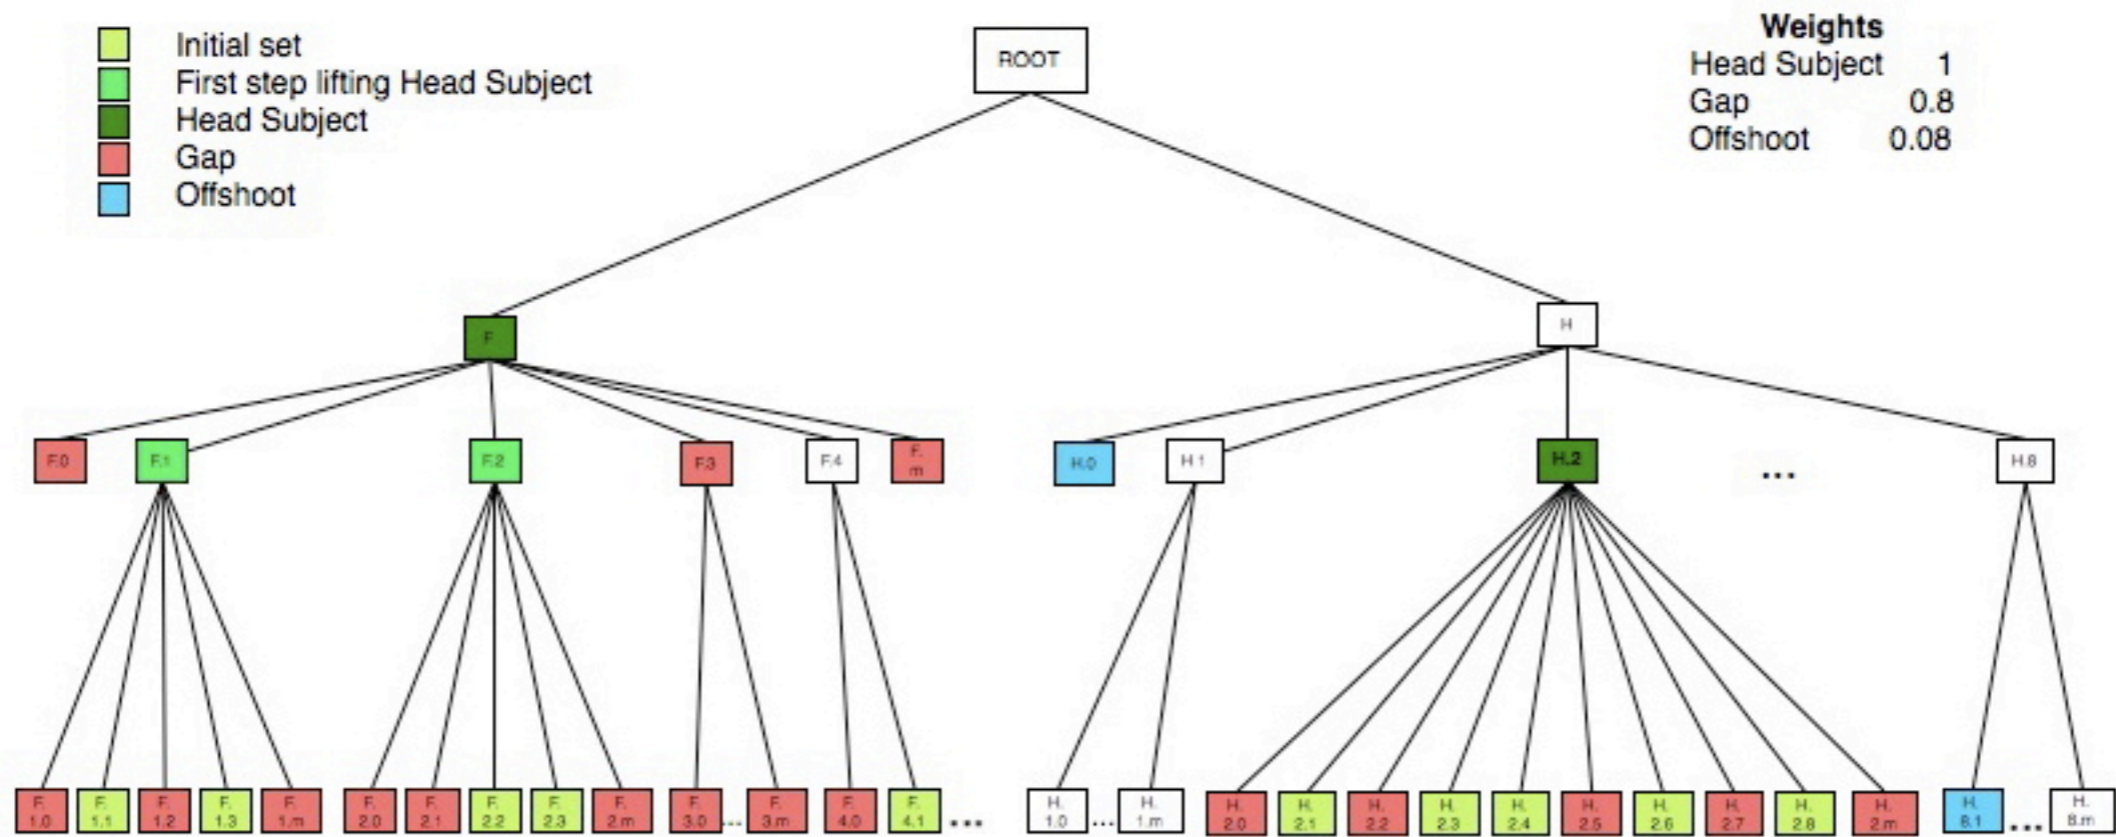 Initial set
First step lifting Head Subject
Head Subject
Gap
Offshoot
ROOT
Weights
Head Subject 1
Gap 0.8
Offshoot 0.08
F
H
F.0
F.1
F.2
F.3
F.4
F.
m
H.0
H 1
H.2
...
H.8
F.
1.0
F.
1.1
F.
1.2
F.
1.3
F.
1.m
F.
2.0
F.
2.1
F.
2.2
F.
2.3
F.
2.m
F.
3.0
...
F.
3.m
F.
4.0
F.
4.1
...
H.
1.0
...
H.
1.m
H.
2.0
H.
2.1
H.
2.2
H.
2.3
H.
2.4
H.
2.5
H.
2.6
H.
2.7
H.
2.8
H.
2.m
H.
8.1
...
H.
8.m